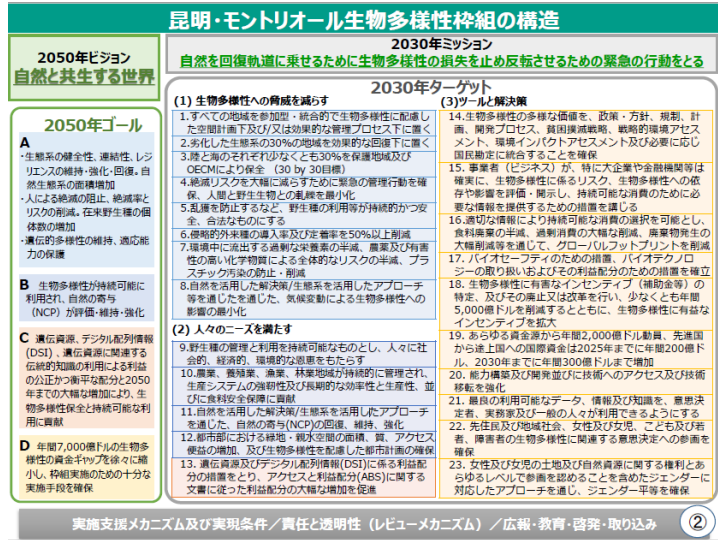 昆明・モントリオール生物多様性枠組の構造
2050年ビジョン
自然と共生する世界
2030年ミッション
自然を回復軌道に乗せるために生物多様性の損失を止め反転させるための緊急の行動をとる
2050年ゴール
A
・生態系の健全性、連結性、レジ
リエンスの維持・強化・回復。自
然生態系の面積増加
・人による絶滅の阻止、絶滅率と
リスクの削減。在来野生種の個
体数の増加
・遺伝的多様性の維持、適応能
力の保護
B 生物多様性が持続可能に
利用され、自然の寄与
(NCP)が評価・維持・強化
C 遺伝資源、デジタル配列情報
(DSI)、遺伝資源に関連する
伝統的知識の利用による利益
の公正かつ衡平な配分と2050
年までの大幅な増加により、生
物多様性保全と持続可能な利
用に貢献
D 年間7,000億ドルの生物多
様性の資金ギャップを徐々に縮
小し、枠組実施のための十分な
実施手段を確保
2030年ターゲット
(1) 生物多様性への脅威を減らす
1.すべての地域を参加型・統合的で生物多様性に配慮し
た空間計画下及び/又は効果的な管理プロセス下に置く
2.劣化した生態系の30%の地域を効果的な回復下に置く
3.陸と海のそれぞれ少なくとも30%を保護地域及び
OECMにより保全 (30 by 30目標)
4.絶滅リスクを大幅に減らすために緊急の管理行動を確
保、人間と野生生物との軋轢を最小化
5.乱獲を防止するなど、野生種の利用等が持続的かつ安
全、合法なものにする
6.侵略的外来種の導入率及び定着率を50%以上削減
7.環境中に流出する過剰な栄養素の半減、農薬及び有害
性の高い化学物質による全体的なリスクの半減、プラ
スチック汚染の防止・削減
8.自然を活用した解決策/生態系を活用したアプローチ
等を通じたを通じた、気候変動による生物多様性への
影響の最小化
(2) 人々のニーズを満たす
9.野生種の管理と利用を持続可能なものとし、人々に社
会的、経済的、環境的な恩恵をもたらす
10.農業、養殖業、漁業、林業地域が持続的に管理され、
生産システムの強靭性及び長期的な効率性と生産性、並
びに食料安全保障に貢献
11.自然を活用した解決策/生態系を活用したアプローチ
を通じた、自然の寄与(NCP)の回復、維持、強化
12.都市部における緑地・親水空間の面積、質、アクセス、
便益の増加、及び生物多様性を配慮した都市計画の確保
13.遺伝資源及びデジタル配列情報(DSI)に係る利益配
分の措置をとり、アクセスと利益配分(ABS)に関する
文書に従った利益配分の大幅な増加を促進
(3)ツールと解決策
14.生物多様性の多様な価値を、政策・方針、規制、計
画、開発プロセス、貧困撲滅戦略、戦略的環境アセス
メント、環境インパクトアセスメント及び必要に応じ
国民勘定に統合することを確保
15.事業者(ビジネス)が、特に大企業や金融機関等は
確実に、生物多様性に係るリスク、生物多様性への依
存や影響を評価・開示し、持続可能な消費のために必
要な情報を提供するための措置を講じる
16.適切な情報により持続可能な消費の選択を可能とし、
食料廃棄の半減、過剰消費の大幅な削減、廃棄物発生の
大幅削減等を通じて、グローバルフットプリントを削減
17.バイオセーフティのための措置、バイオテクノロ
ジーの取り扱いおよびその利益配分のための措置を確立
18.生物多様性に有害なインセンティブ(補助金等)の
特定、及びその廃止又は改革を行い、少なくとも年間
5,000億ドルを削減するとともに、生物多様性に有益な
インセンティブを拡大
19.あらゆる資金源から年間2,000億ドル動員、先進国
から途上国への国際資金は2025年までに年間200億ド
ル、2030年までに年間300億ドルまで増加
20.能力構築及び開発並びに技術へのアクセス及び技術
移転を強化
21.最良の利用可能なデータ、情報及び知識を、意思決
定者、実務家及び一般の人々が利用できるようにする
22.先住民及び地域社会、女性及び女児、こども及び若
者、障害者の生物多様性に関連する意思決定への参画を
確保
23.女性及び女児の土地及び自然資源に関する権利とあ
らゆるレベルで参画を認めることを含めたジェンダーに
対応したアプローチを通じ、ジェンダー平等を確保
実施支援メカニズム及び実現条件/責任と透明性(レビューメカニズム)/広報・教育・啓発・取り込み
②